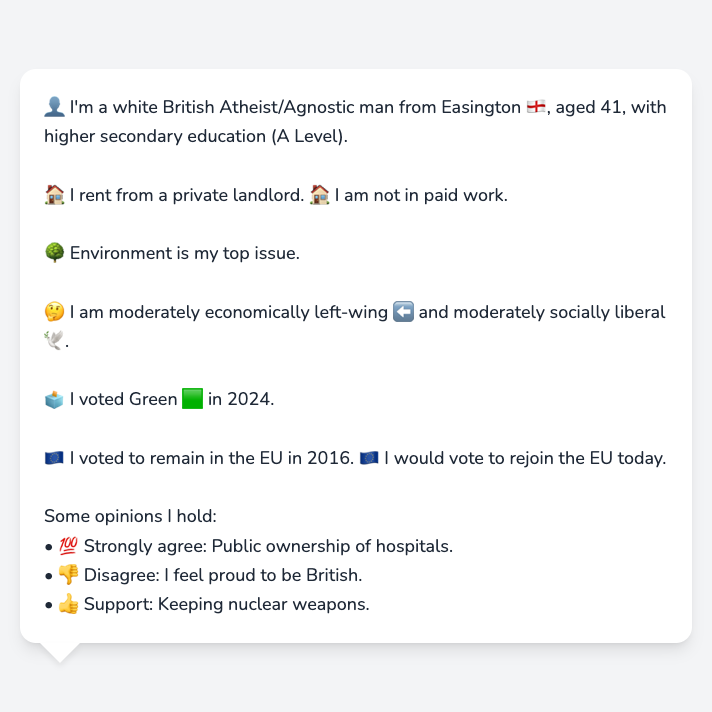 👤 I'm a white British Atheist/Agnostic man from Easington 🏴󠁧󠁢󠁥󠁮󠁧󠁿, aged 41, with
higher secondary education (A Level).
🏠 I rent from a private landlord. 🏠 I am not in paid work.
🌳 Environment is my top issue.
🤔 I am moderately economically left-wing ⬅️ and moderately socially liberal
🕊️.
🗳️ I voted Green 🟩 in 2024.
🇪🇺 I voted to remain in the EU in 2016. 🇪🇺 I would vote to rejoin the EU today.
Some opinions I hold:
• 💯 Strongly agree: Public ownership of hospitals.
• 👎 Disagree: I feel proud to be British.
• 👍 Support: Keeping nuclear weapons.